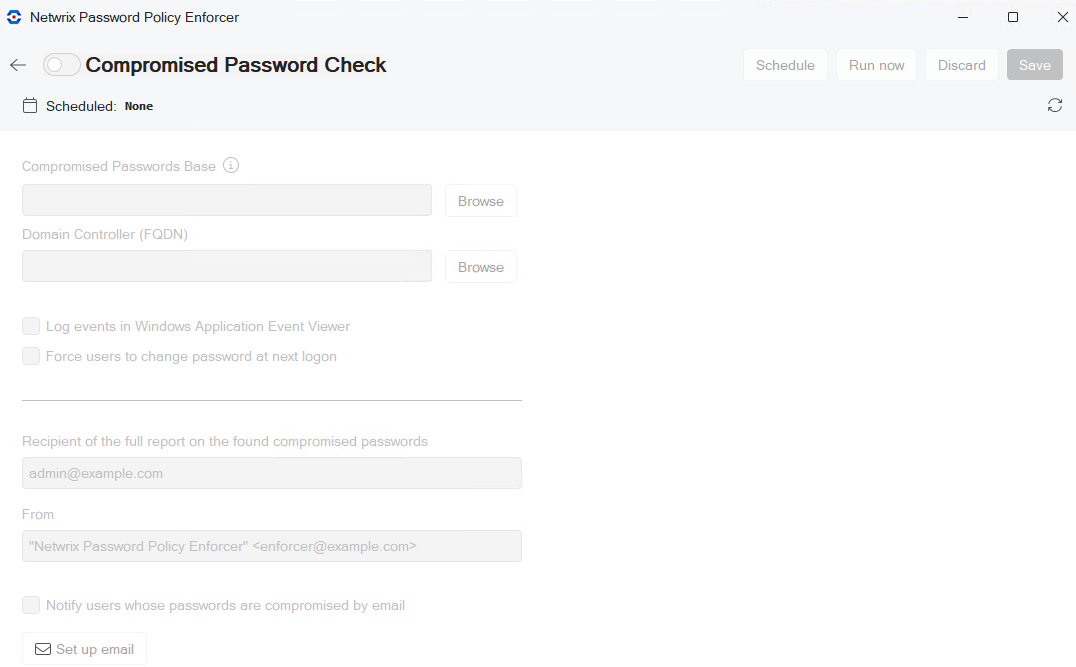 Netwrix Password Policy Enforcer
Compromised Password Check
Schedule
Run now
Discard
Save
Scheduled: None
Compromised Passwords Base
Browse
Domain Controller (FQDN)
Browse
Log events in Windows Application Event Viewer
Force users to change password at next logon
Recipient of the full report on the found compromised passwords
admin@example.com
From
"Netwrix Password Policy Enforcer" <enforcer@example.com>
Notify users whose passwords are compromised by email
Set up email